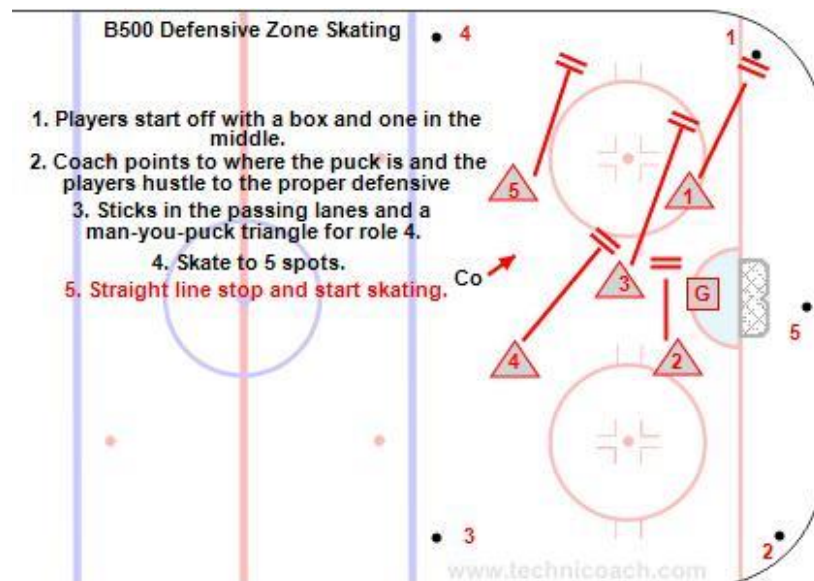 B500 Defensive Zone Skating
4
1
1. Players start off with a box and one in the
middle.
2. Coach points to where the puck is and the
players hustle to the proper defensive
3. Sticks in the passing lanes and a
man-you-puck triangle for role 4.
4. Skate to 5 spots.
5. Straight line stop and start skating.
Co
5
1
3
G
5
4
2
3
2
www.technicoach.com